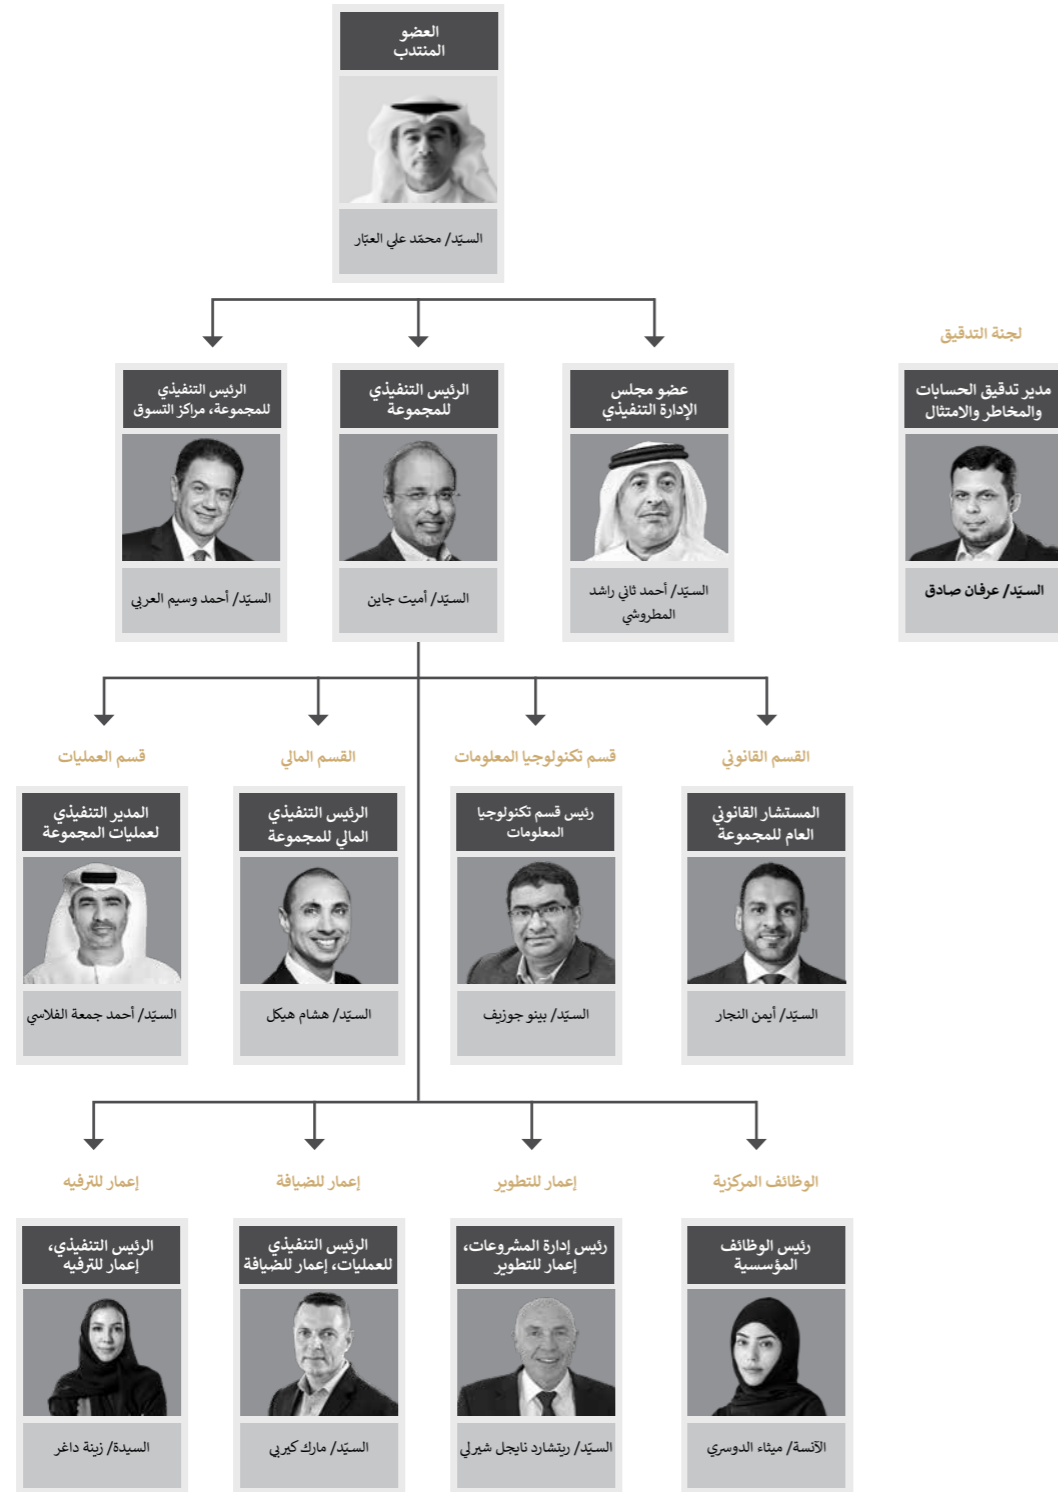 العضو
المنتدب
السيّد/ محمّد علي العبّار
لجنة التدقيق
مدير تدقيق الحسابات
والمخاطر والامتثال
السيّد/ عرفان صادق
عضو مجلس
الإدارة التنفيذي
السيّد/ أحمد ثاني راشد
المطروشي
الرئيس التنفيذي
للمجموعة
السيّد/ أميت جاين
الرئيس التنفيذي
للمجموعة، مراكز التسوق
السيّد/ أحمد وسيم العربي
القسم القانوني
المستشار القانوني
العام للمجموعة
السيّد/ أيمن النجار
قسم تكنولوجيا المعلومات
رئيس قسم تكنولوجيا
المعلومات
السيّد/ بينو جوزيف
القسم المالي
الرئيس التنفيذي
المالي للمجموعة
السيّد/ هشام هيكل
قسم العمليات
المدير التنفيذي
لعمليات المجموعة
السيّد/ أحمد جمعة الفلاسي
الوظائف المركزية
رئيس الوظائف
المؤسسية
الآنسة/ ميثاء الدوسري
إعمار للتطوير
رئيس إدارة المشروعات،
إعمار للتطوير
السيّد/ ريتشارد نايجل شيرلي
إعمار للضيافة
الرئيس التنفيذي
للعمليات، إعمار للضيافة
السيّد/ مارك كيربي
إعمار للترفيه
الرئيس التنفيذي،
إعمار للترفيه
السيدة/ زينة داغر